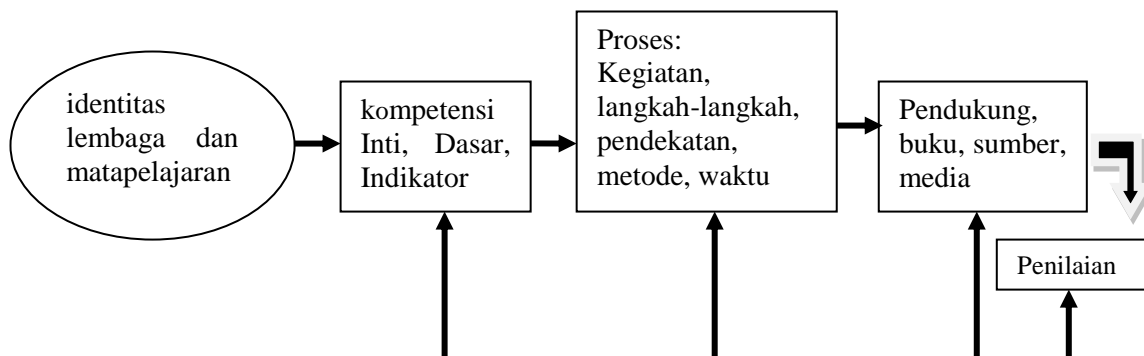 identitas
lembaga dan
matapelajaran
kompetensi
Inti, Dasar,
Indikator
Proses:
Kegiatan,
langkah-langkah,
pendekatan,
metode, waktu
Pendukung,
buku, sumber,
media
Penilaian